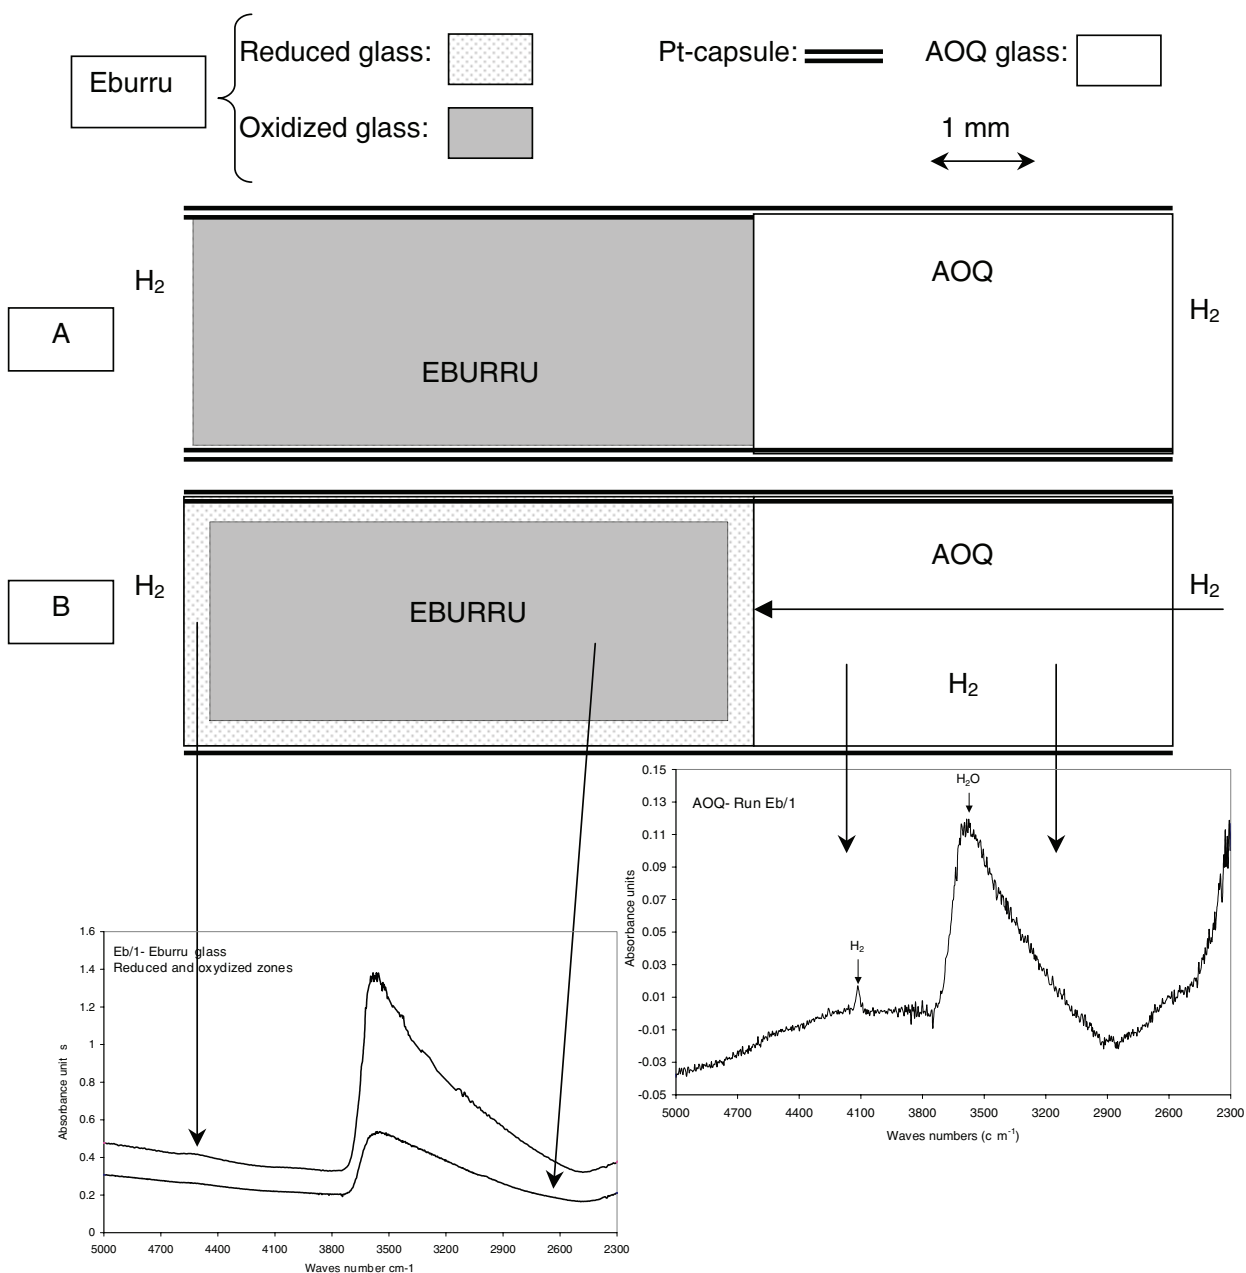 Reduced glass:
Eburru
Oxidized glass:
Pt-capsule:
AOQ glass:
1 mm
H2
A
EBURRU
AOQ
H2
H2
B
EBURRU
AOQ
H2
H2
AOQ- Run Eb/1
H2O
H2
Absorbance units
0.15
0.13
0.11
0.09
0.07
0.05
0.03
0.01
-0.01
-0.03
-0.05
5000 4700 4400 4100 3800 3500 3200 2900 2600 2300
Waves numbers (c m-1)
Eb/1- Eburru glass
Reduced and oxydized zones
Absorbance unit s
1.6
1.4
1.2
1
0.8
0.6
0.4
0.2
0
5000 4700 4400 4100 3800 3500 3200 2900 2600 2300
Waves number cm-1